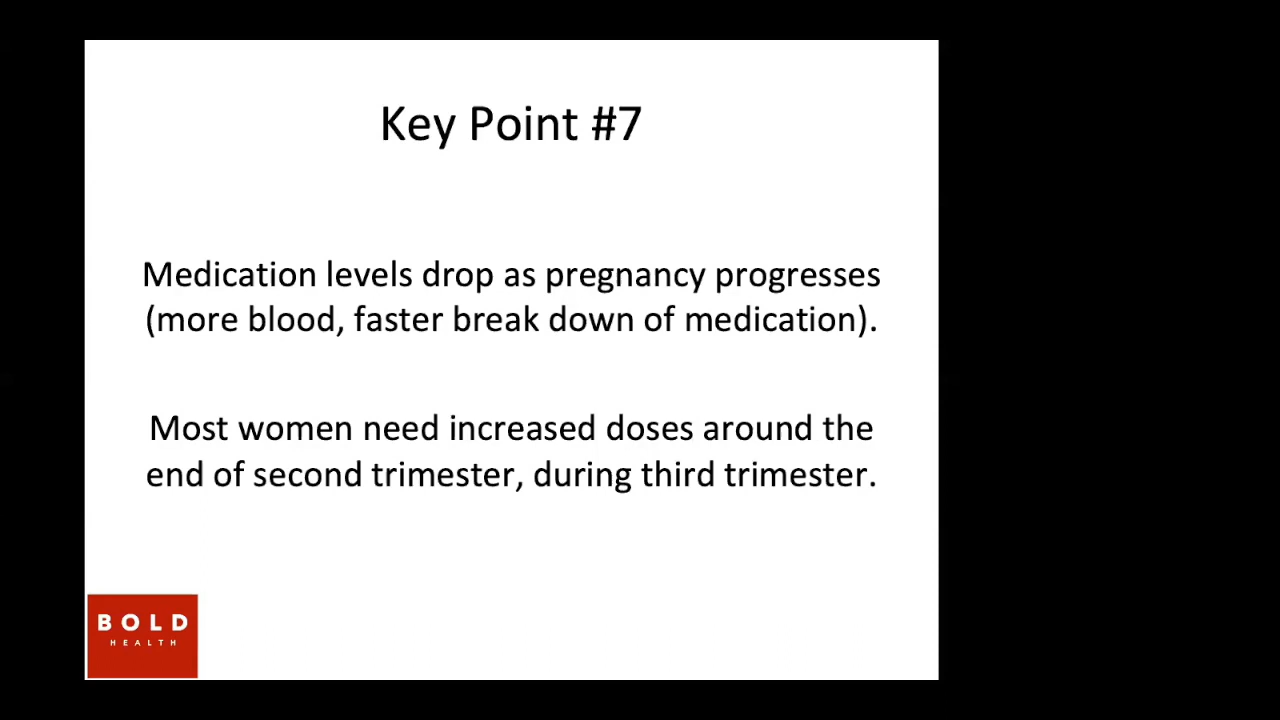 Key Point #7
Medication levels drop as pregnancy progresses
(more blood, faster break down of medication).
Most women need increased doses around the
end of second trimester, during third trimester.
BOLD
HEALTH